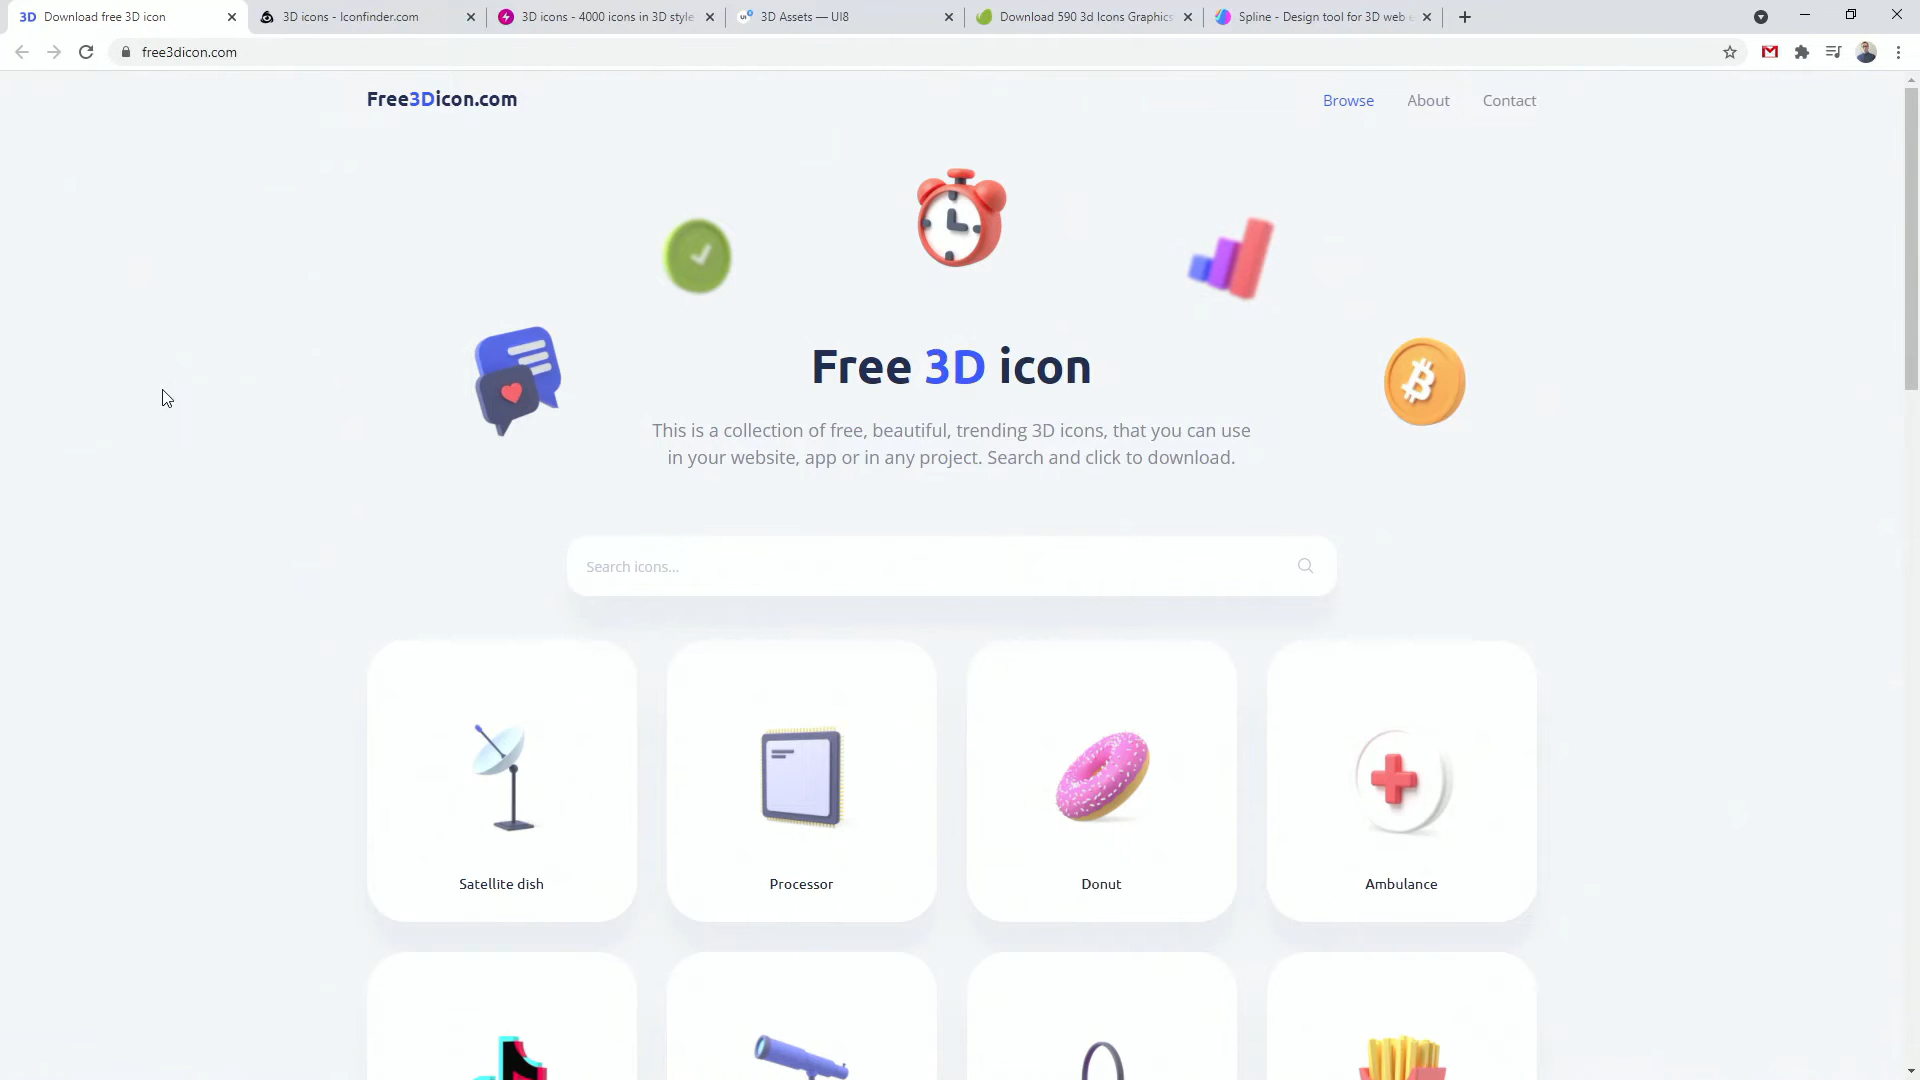 3D Download free 3D icon
3D icons - Iconfinder.com
3D icons - 4000 icons in 3D style
3D Assets — UI8
Download 590 3d Icons Graphics
Spline - Design tool for 3D web e
free3dicon.com
Free3Dicon.com
Browse About Contact
Free 3D icon
This is a collection of free, beautiful, trending 3D icons, that you can use
in your website, app or in any project. Search and click to download.
Search icons...
Satellite dish
Processor
Donut
Ambulance